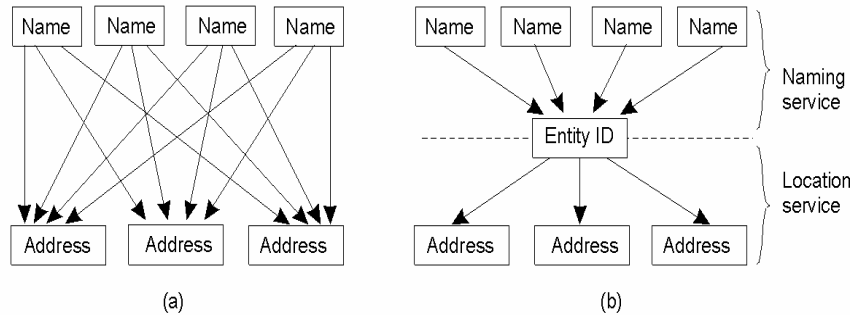 Name Name Name Name
Address Address Address
(a)
Name Name Name Name
Entity ID
Address Address Address
Naming
service
Location
service
(b)